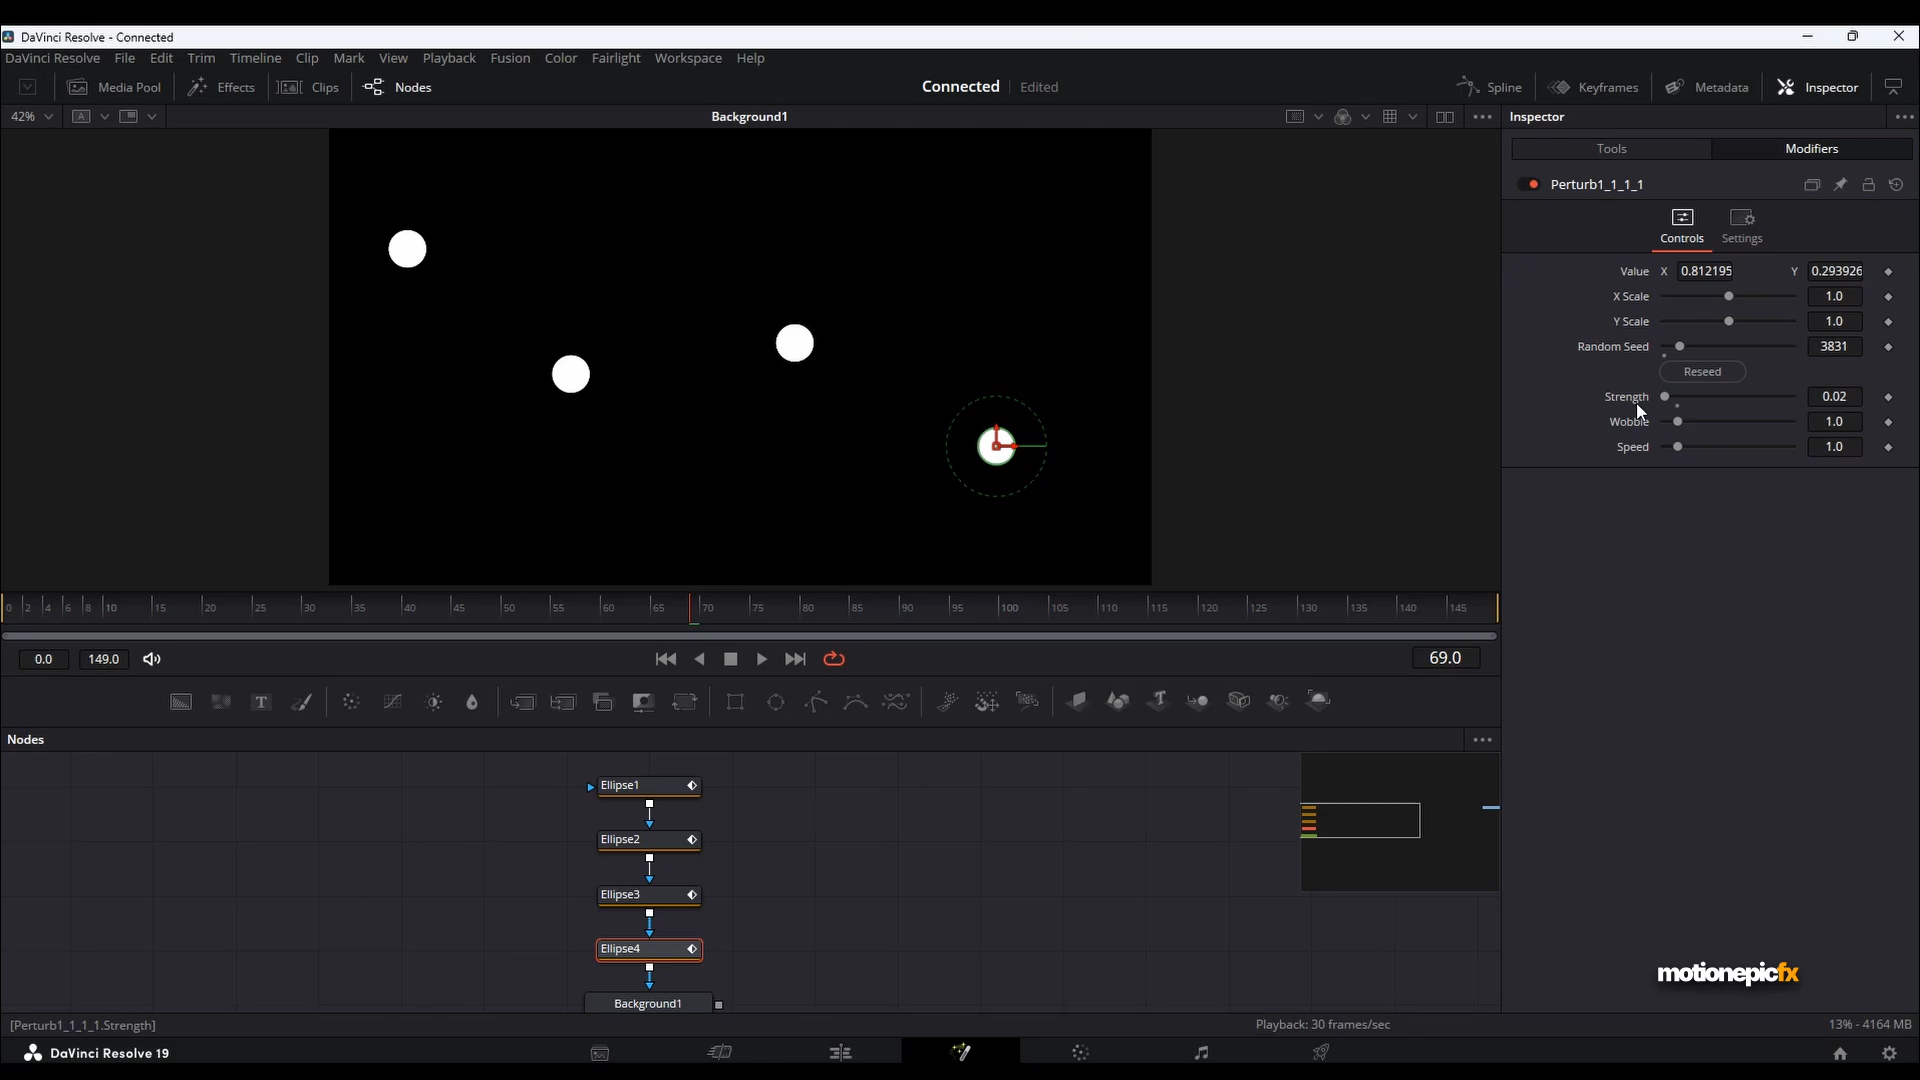 DaVinci Resolve - Connected
DaVinci Resolve File Edit Trim Timeline Clip Mark View Playback Fusion Color Fairlight Workspace Help
Media Pool Effects Clips Nodes Connected Edited Spline Keyframes Metadata Inspector
42% A Background1 Inspector
Tools Modifiers
Perturb1_1_1_1
Controls Settings
Value X 0.812195 Y 0.293926
X Scale 1.0
Y Scale 1.0
Random Seed 3831
Reseed
Strength 0.02
Wobble 1.0
Speed 1.0
0 2 4 6 8 10 15 20 25 30 35 40 45 50 55 60 65 70 75 80 85 90 95 100 105 110 115 120 125 130 135 140 145
0.0 149.0 69.0
T T
Nodes
Ellipse1
Ellipse2
Ellipse3
Ellipse4
Background1
motionepicfx
[Perturb1_1_1_1.Strength] Playback: 30 frames/sec 13% - 4164 MB
DaVinci Resolve 19